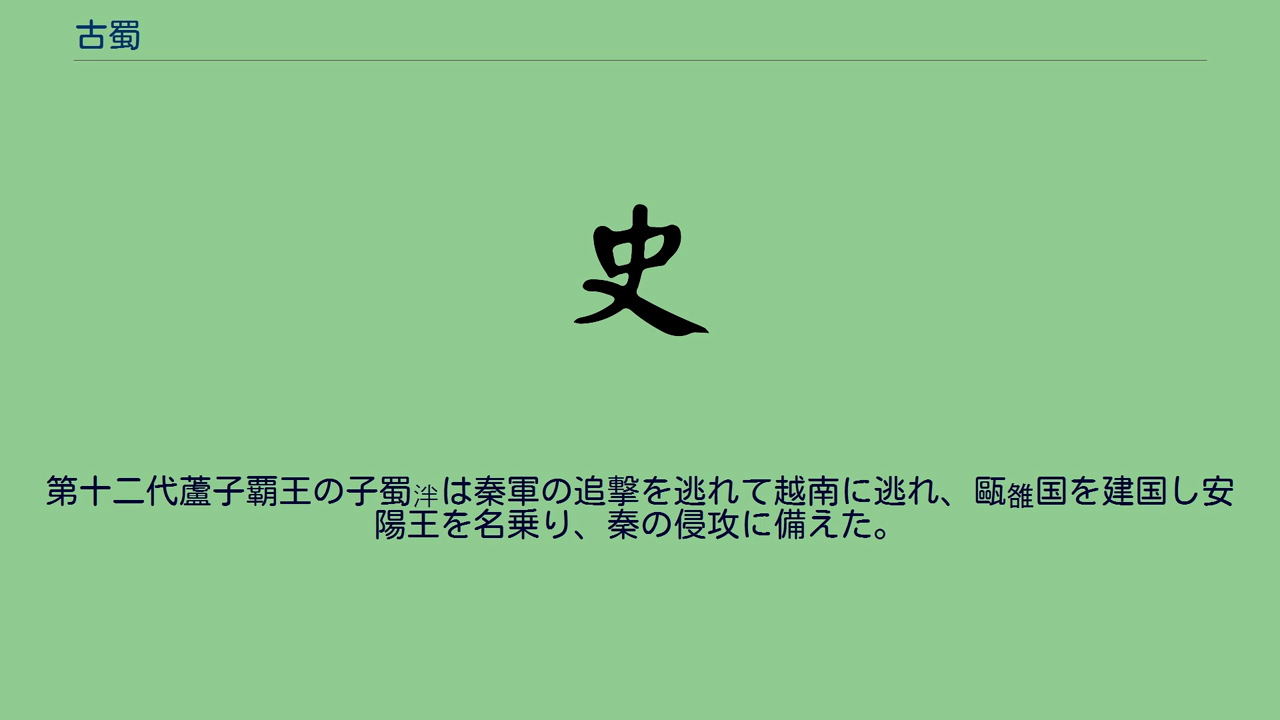 古蜀
史
第十二代蘆子覇王の子蜀泮は秦軍の追撃を逃れて越南に逃れ、甌雒国を建国し安
陽王を名乗り、秦の侵攻に備えた。